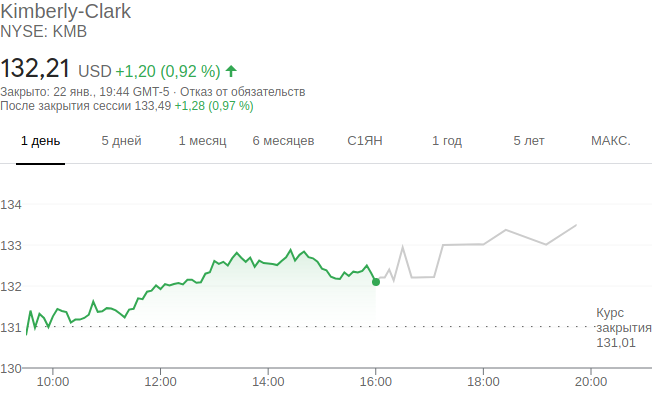 Kimberly-Clark
NYSE: KMB
132,21 USD +1,20 (0,92 %)
Закрыто: 22 янв., 19:44 GMT-5 · Отказ от обязательств
После закрытия сессии 133,49 +1,28 (0,97 %)
1 день 5 дней 1 месяц 6 месяцев С1ЯН 1 год 5 лет МАКС.
134
133
132
Курс
131 закрытия
131,01
130
10:00 12:00 14:00 16:00 18:00 20:00